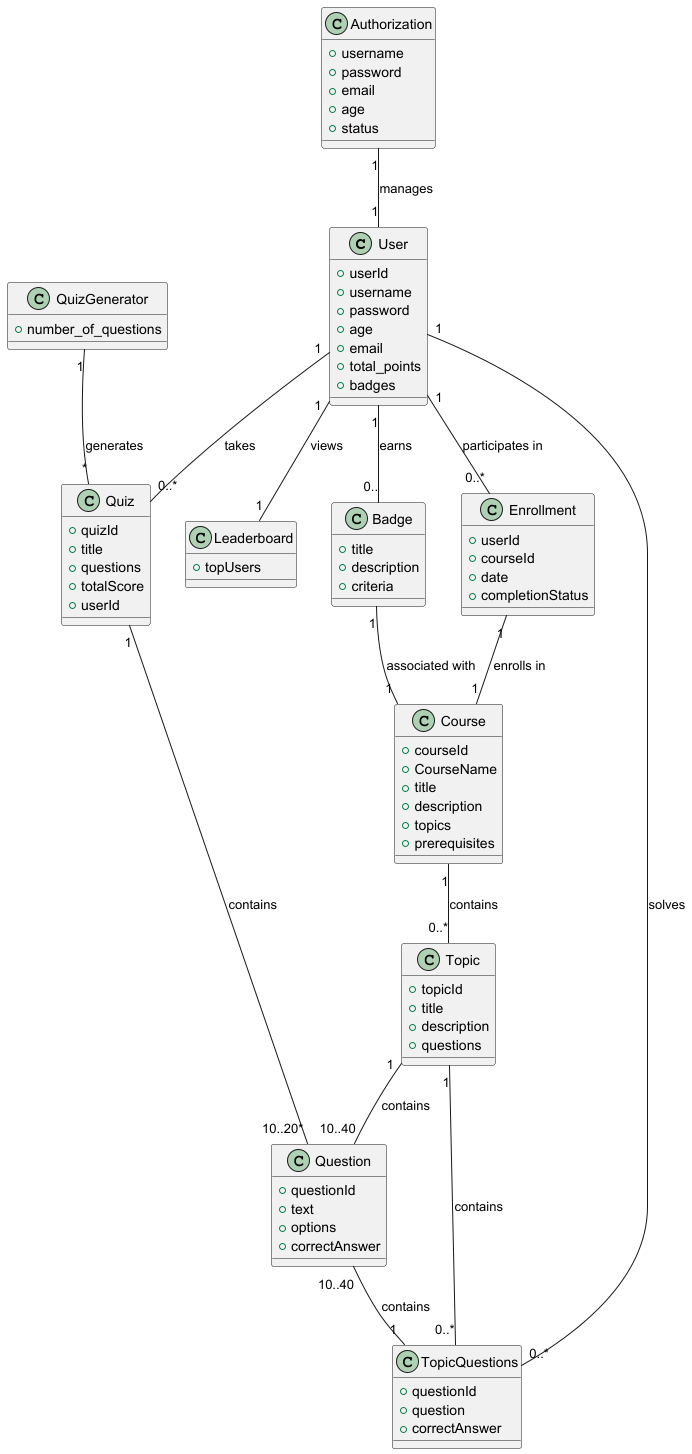 C Authorization
username
password
email
age
status
1
manages
1
C User
userId
username
password
age
email
total_points
badges
C QuizGenerator
number_of_questions
1
generates
*
1
takes
0..*
1
views
1
1
earns
0..
1
participates in
0..*
1
solves
0..*
C Quiz
quizId
title
questions
totalScore
userId
C Leaderboard
topUsers
C Badge
title
description
criteria
C Enrollment
userId
courseId
date
completionStatus
1
associated with
1
1
enrolls in
1
C Course
courseId
CourseName
title
description
topics
prerequisites
1
contains
10..20*
1
contains
0..*
C Topic
topicId
title
description
questions
1
contains
10..40
1
contains
0..*
C Question
questionId
text
options
correctAnswer
10..40
contains
1
C TopicQuestions
questionId
question
correctAnswer